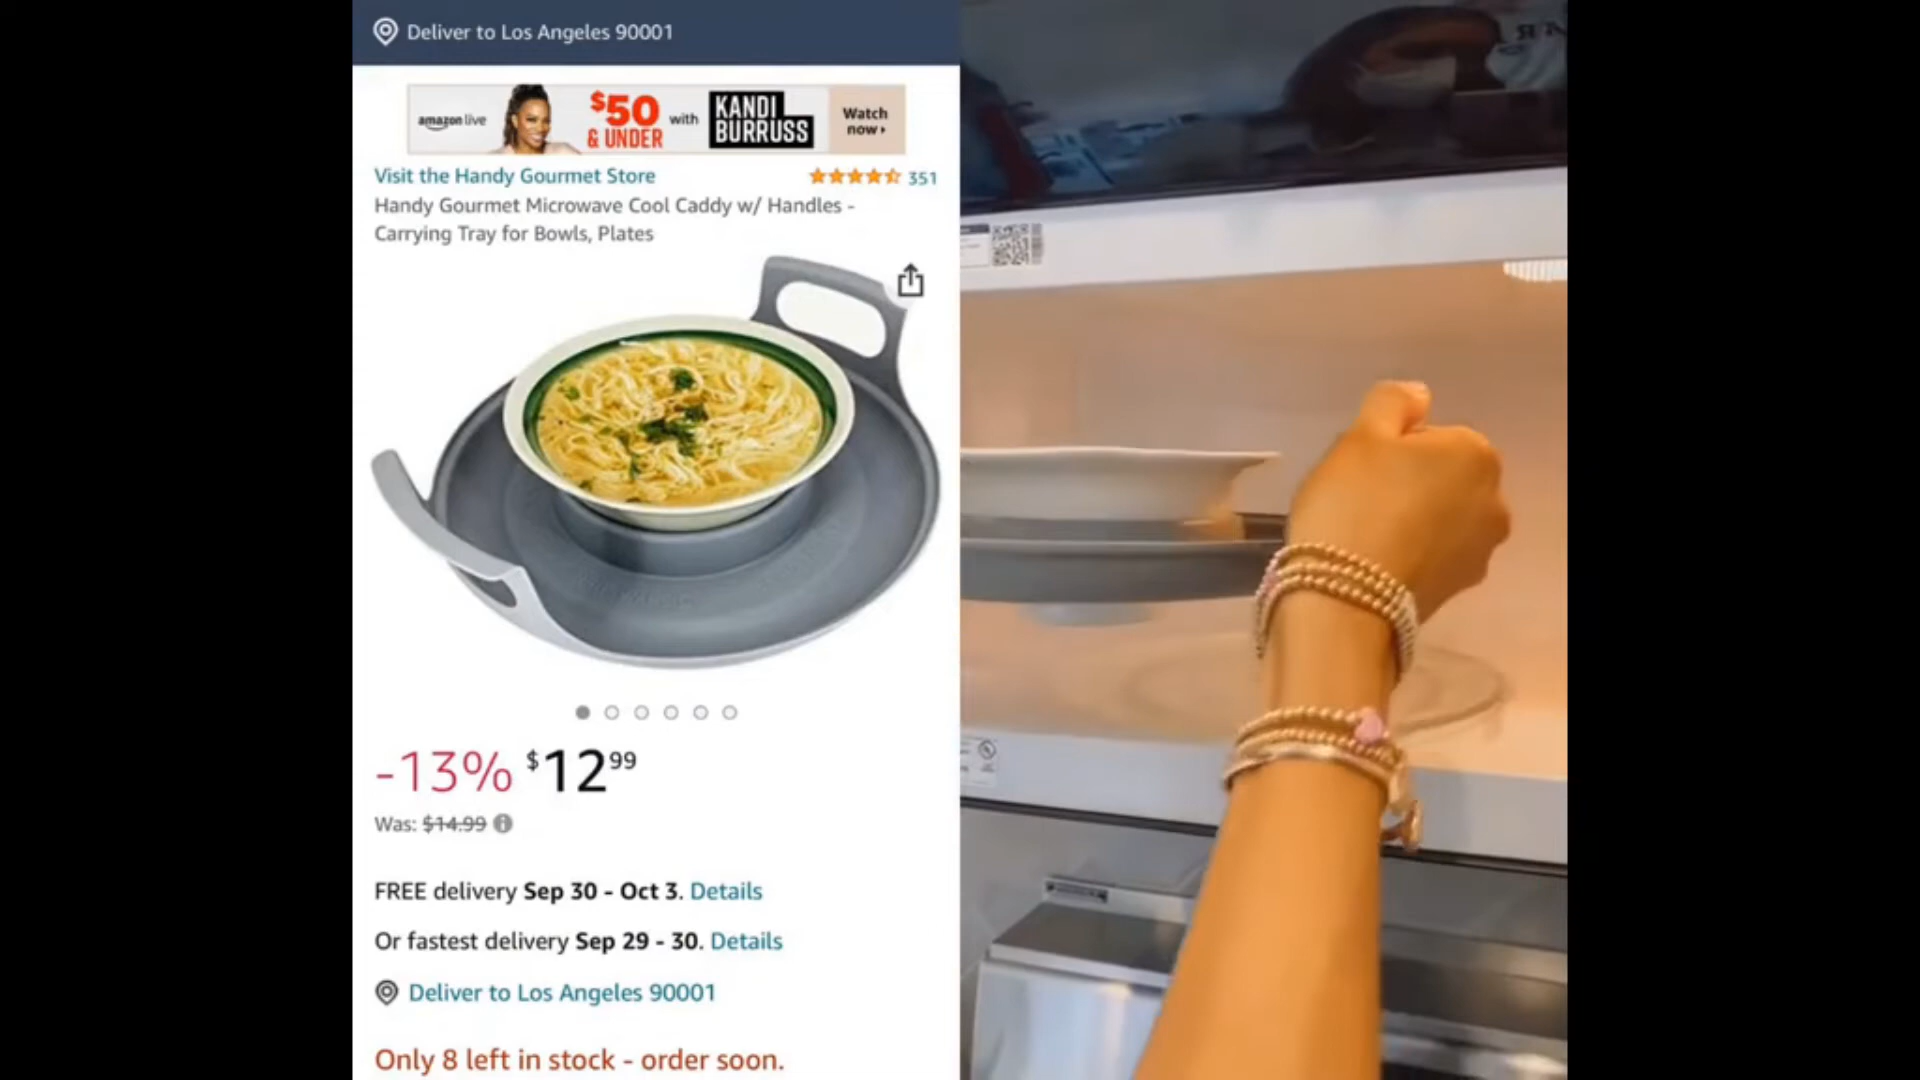 Deliver to Los Angeles 90001
amazon live
$50
& UNDER
with
KANDI
BURRUSS
Watch
now
Visit the Handy Gourmet Store
351
Handy Gourmet Microwave Cool Caddy w/ Handles -
Carrying Tray for Bowls, Plates
-13% $12 99
Was: $14.99
FREE delivery Sep 30 - Oct 3. Details
Or fastest delivery Sep 29 - 30. Details
Deliver to Los Angeles 90001
Only 8 left in stock - order soon.